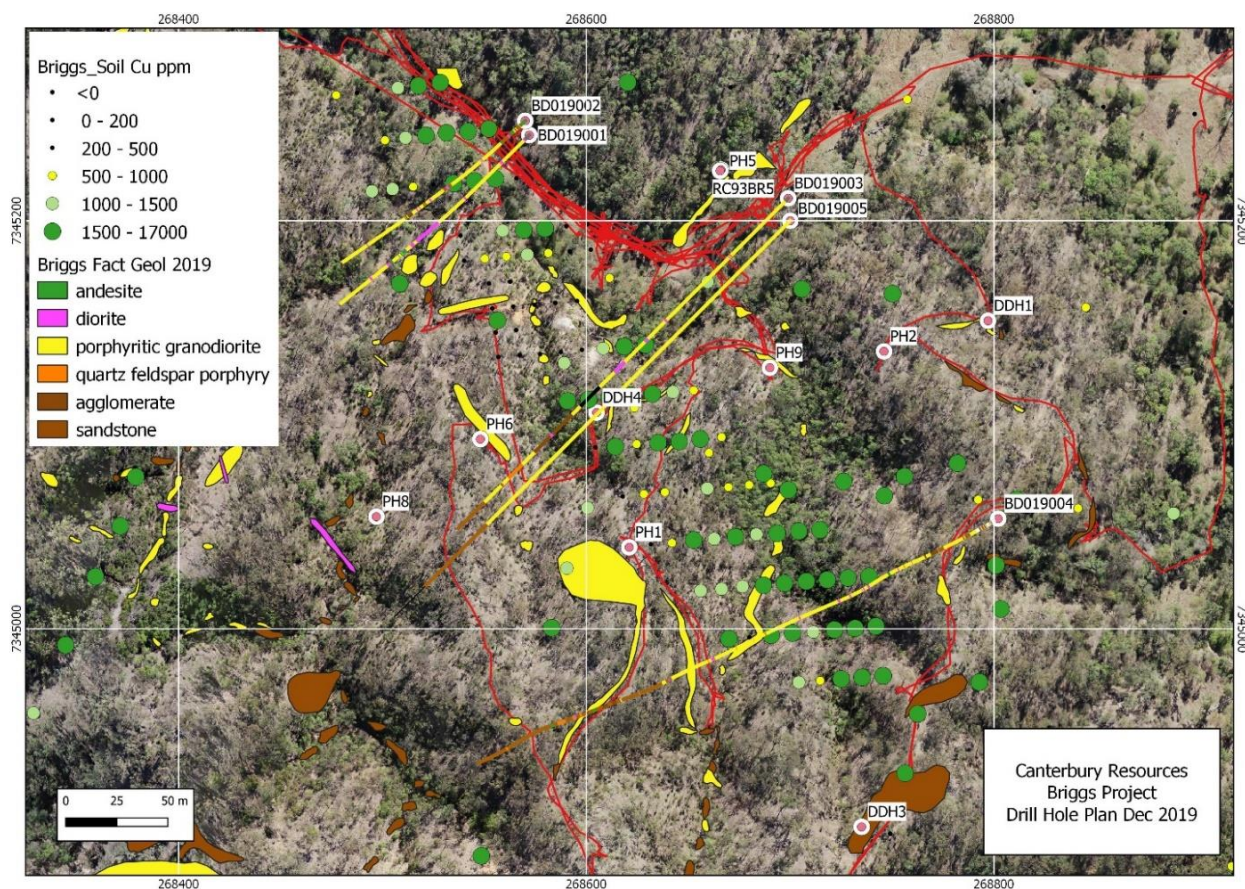 268400
268600
268800
Briggs_Soil Cu ppm
<0
0 - 200
200 - 500
500 - 1000
1000 - 1500
1500 - 17000
Briggs Fact Geol 2019
andesite
diorite
porphyritic granodiorite
quartz feldspar porphyry
agglomerate
sandstone
BD019002
BD019001
PH5
RC93BR5
BD019003
BD019005
7345200
7345200
DDH1
PH2
PH9
DDH4
PH6
PH8
BD019004
PH1
7345000
7345000
DDH3
0 25 50 m
Canterbury Resources
Briggs Project
Drill Hole Plan Dec 2019
268400
268600
268800